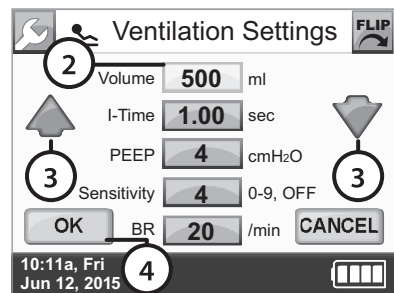 Ventilation Settings
FLIP
2
Volume 500 ml
I-Time 1.00 sec
PEEP 4 cmH2O
3
3
Sensitivity 4 0-9, OFF
OK BR 20 /min CANCEL
4
10:11a, Fri
Jun 12, 2015